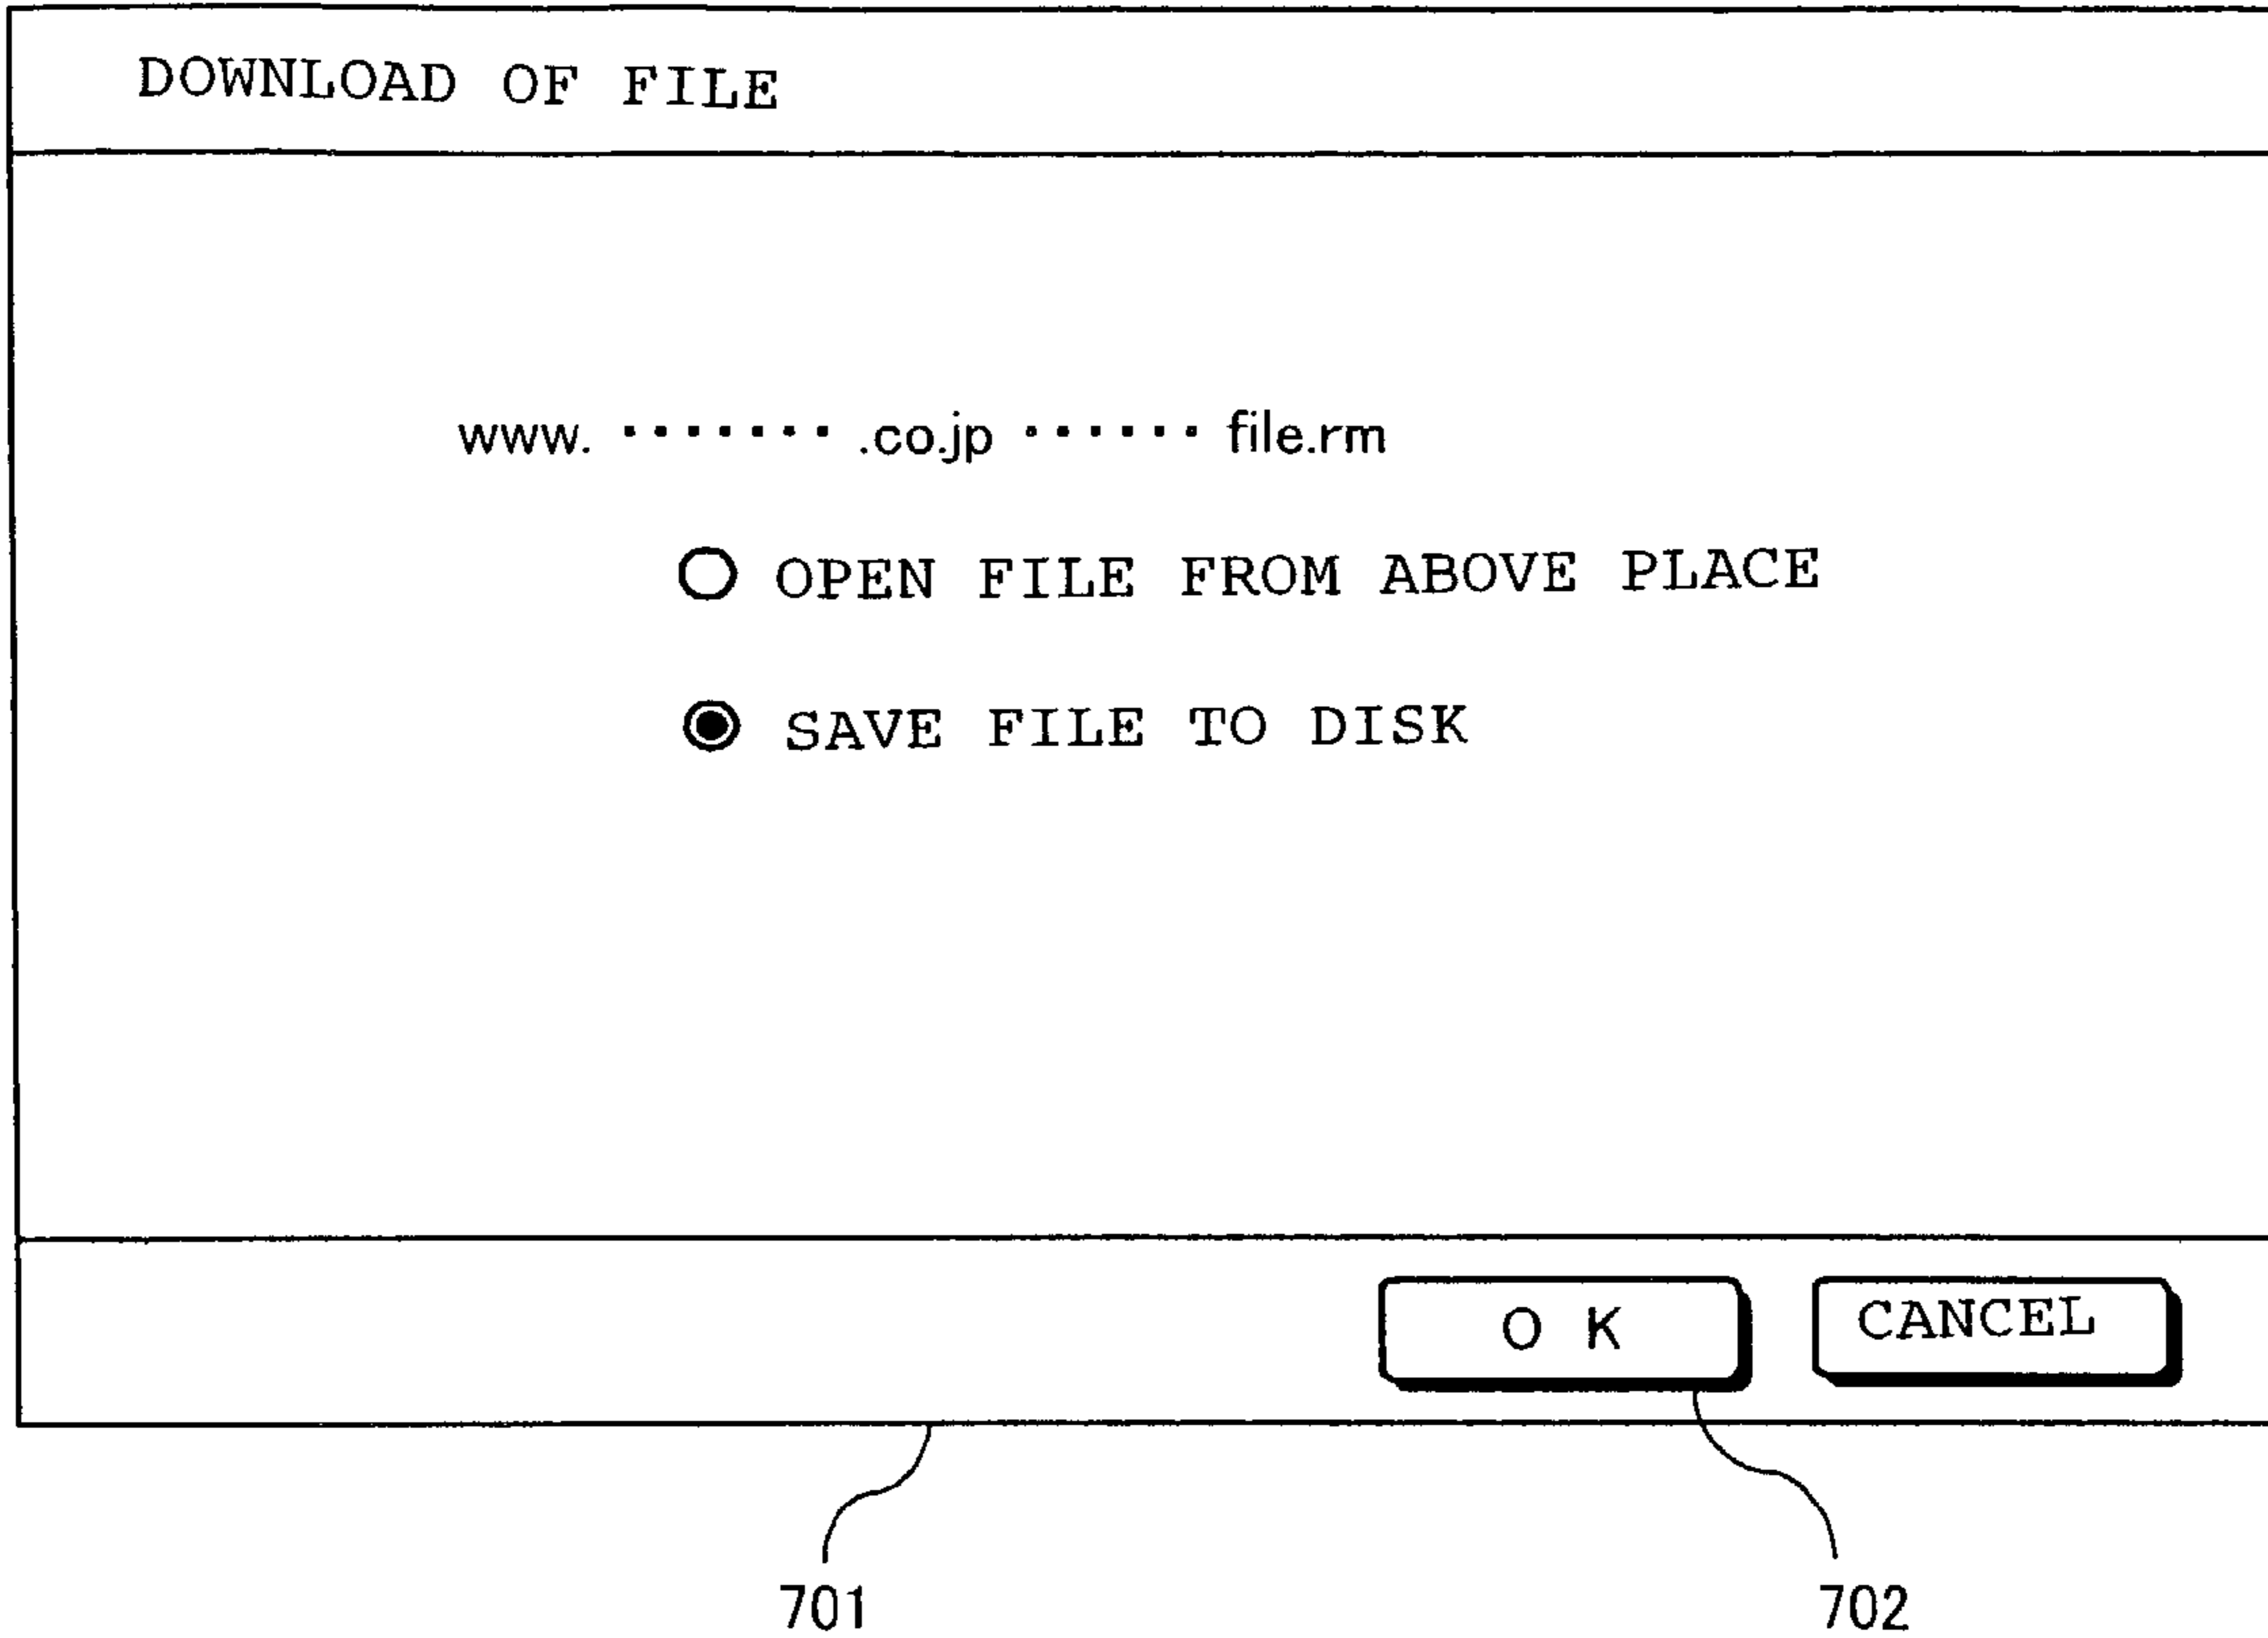 DOWNLOAD OF FILE
www. ‥‥‥· .co.jp ‥‥‥ file.rm
OPEN FILE FROM ABOVE PLACE
SAVE FILE TO DISK
OK CANCEL
701 702